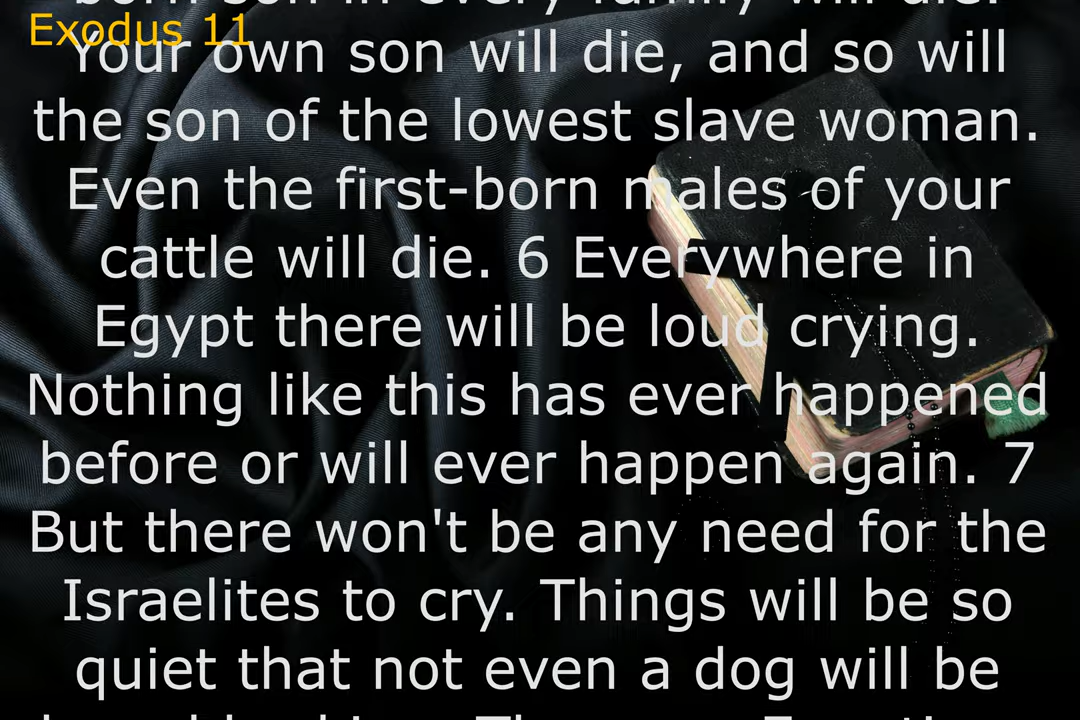 born son in every family will die.
Exodus 11
Your own son will die, and so will
the son of the lowest slave woman.
Even the first-born males of your
cattle will die. 6 Everywhere in
Egypt there will be loud crying.
Nothing like this has ever happened
before or will ever happen again. 7
But there won't be any need for the
Israelites to cry. Things will be so
quiet that not even a dog will be